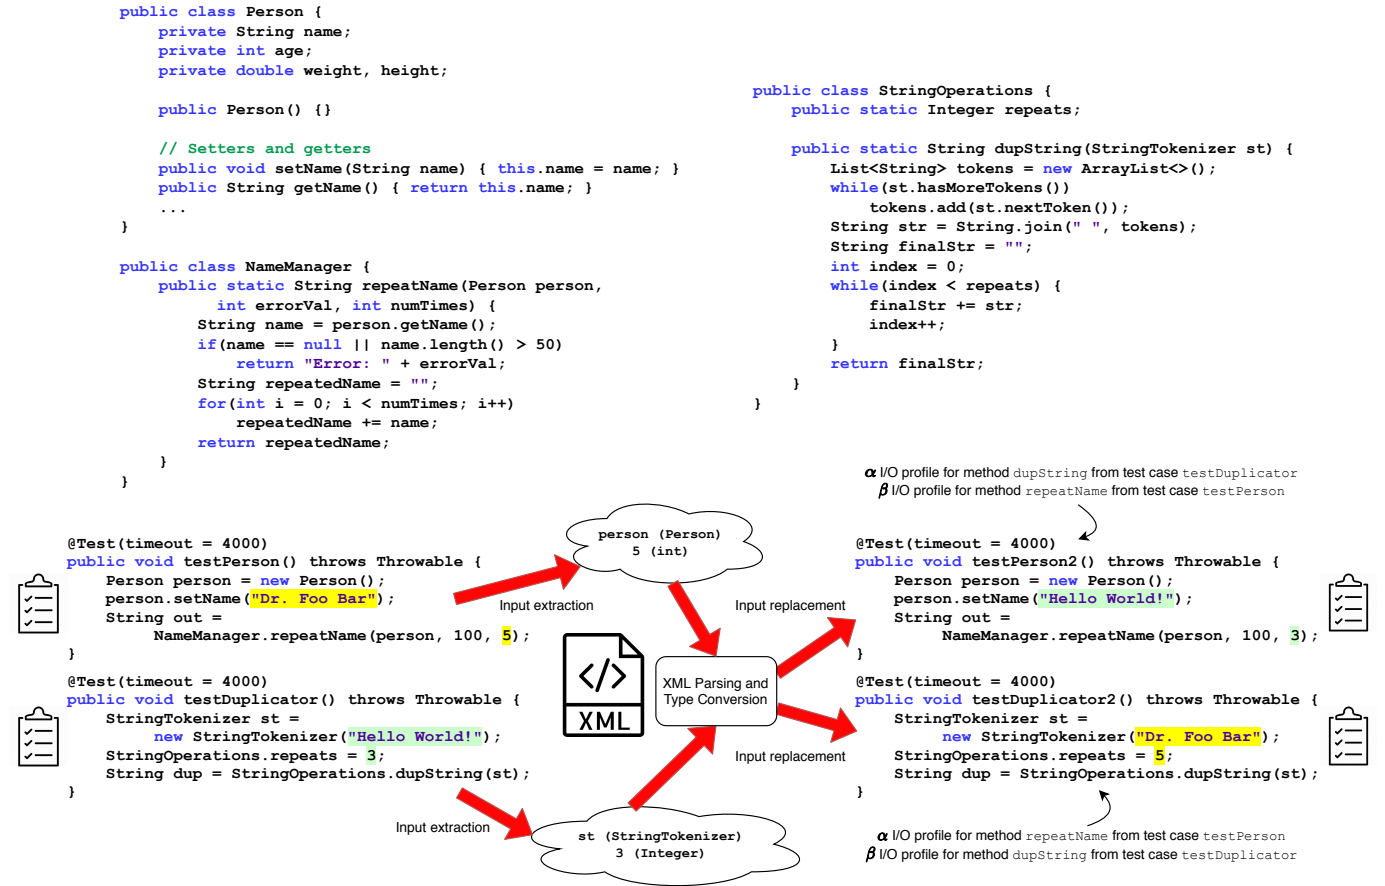 public class Person {
private String name;
private int age;
private double weight, height;
public Person() {}
// Setters and getters
public void setName(String name) { this.name = name; }
public String getName() { return this.name; }
...
}
public class NameManager {
public static String repeatName(Person person,
int errorVal, int numTimes) {
String name = person.getName();
if(name == null || name.length() > 50)
return "Error: " + errorVal;
String repeatedName = "";
for(int i = 0; i < numTimes; i++)
repeatedName += name;
return repeatedName;
}
}
public class StringOperations {
public static Integer repeats;
public static String dupString(StringTokenizer st) {
List<String> tokens = new ArrayList<>();
while(st.hasMoreTokens())
tokens.add(st.nextToken());
String str = String.join(" ", tokens);
String finalStr = "";
int index = 0;
while(index < repeats) {
finalStr += str;
index++;
}
return finalStr;
}
}
@Test(timeout = 4000)
public void testPerson() throws Throwable {
Person person = new Person();
person.setName("Dr. Foo Bar");
String out =
NameManager.repeatName(person, 100, 5);
}
@Test(timeout = 4000)
public void testDuplicator() throws Throwable {
StringTokenizer st =
new StringTokenizer("Hello World!");
StringOperations.repeats = 3;
String dup = StringOperations.dupString(st);
}
person (Person)
5 (int)
Input extraction
XML
XML Parsing and
Type Conversion
Input extraction
st (StringTokenizer)
3 (Integer)
Input replacement
Input replacement
α I/O profile for method dupString from test case testDuplicator
β I/O profile for method repeatName from test case testPerson
@Test(timeout = 4000)
public void testPerson2() throws Throwable {
Person person = new Person();
person.setName("Hello World!");
String out =
NameManager.repeatName(person, 100, 3);
}
@Test(timeout = 4000)
public void testDuplicator2() throws Throwable {
StringTokenizer st =
new StringTokenizer("Dr. Foo Bar");
StringOperations.repeats = 5;
String dup = StringOperations.dupString(st);
}
α I/O profile for method repeatName from test case testPerson
β I/O profile for method dupString from test case testDuplicator